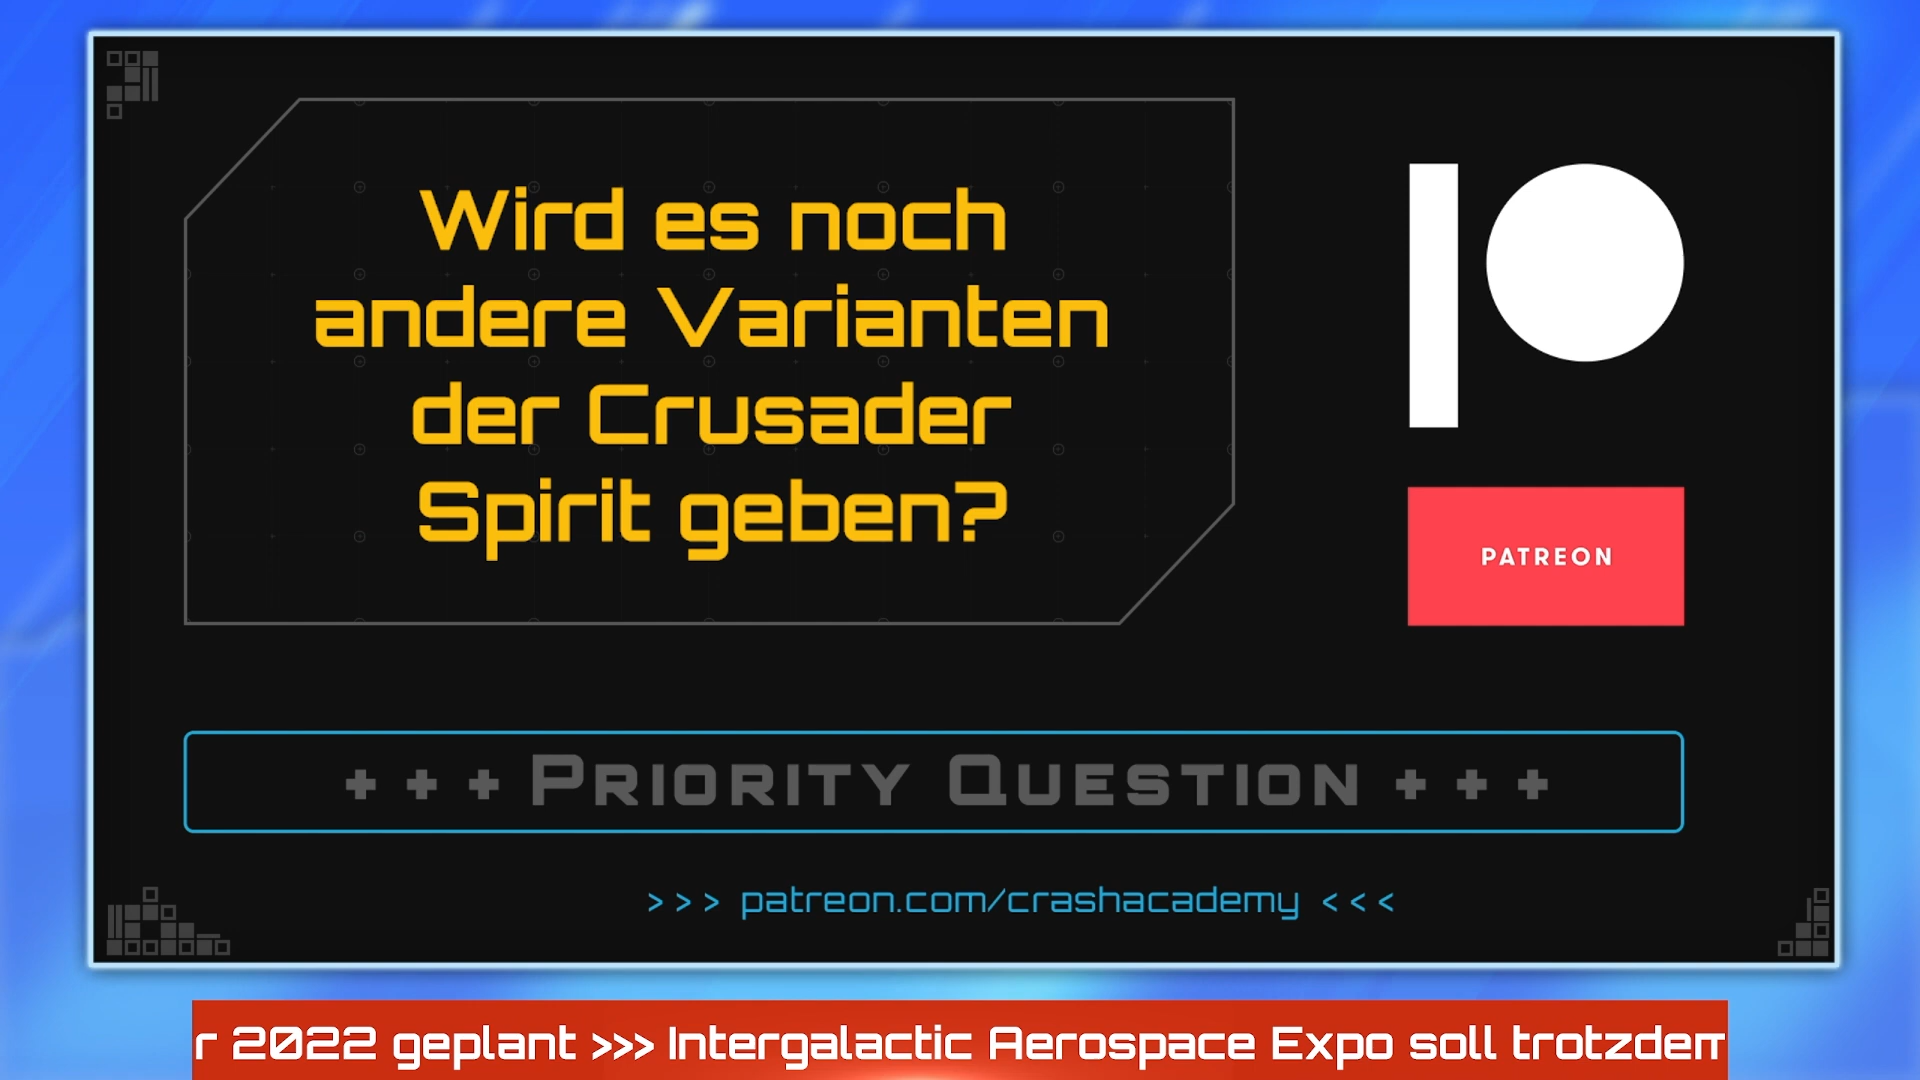 Wird es noch
andere Varianten
der Crusader
Spirit geben?
PATREON
+ + + PRIORITY QUESTION + + +
> > > patreon.com/crashacademy < < <
r 2022 geplant >>> Intergalactic Aerospace Expo soll trotzdem